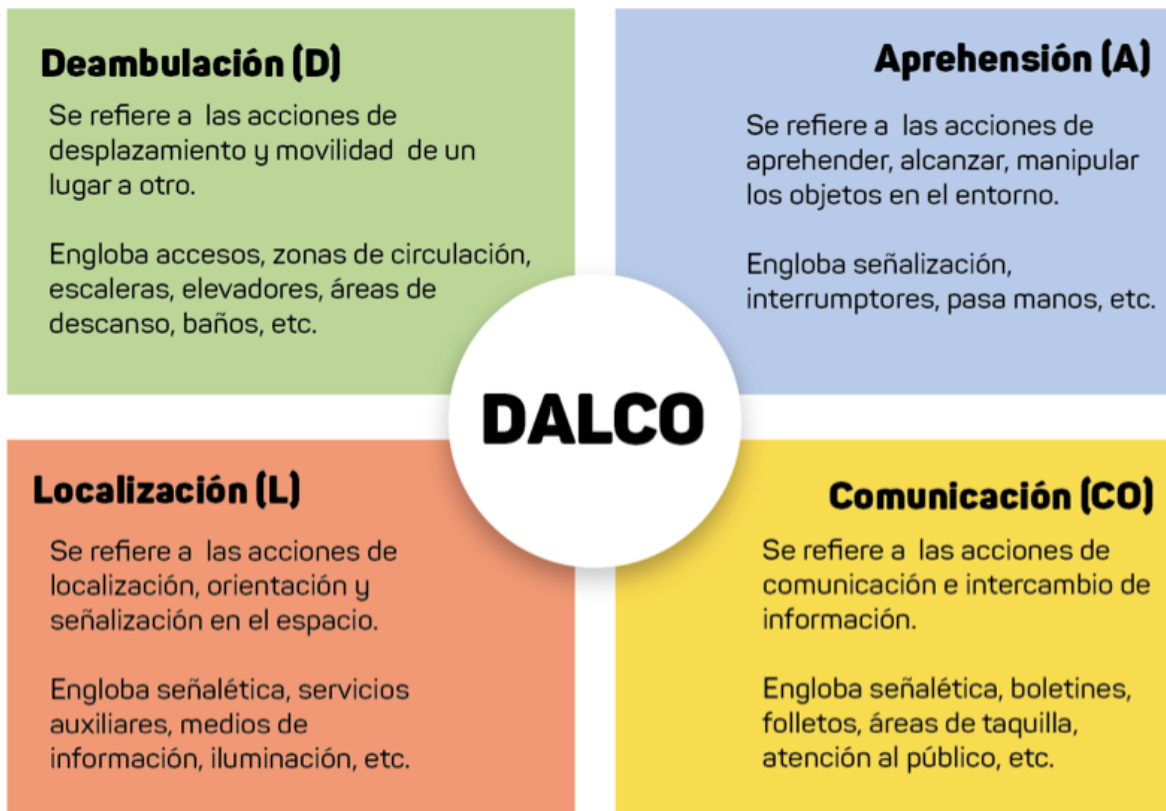 Deambulación (D)
Se refiere a las acciones de
desplazamiento y movilidad de un
lugar a otro.
Engloba accesos, zonas de circulación,
escaleras, elevadores, áreas de
descanso, baños, etc.
Aprehensión (A)
Se refiere a las acciones de
aprehender, alcanzar, manipular
los objetos en el entorno.
Engloba señalización,
interrumptores, pasa manos, etc.
DALCO
Localización (L)
Se refiere a las acciones de
localización, orientación y
señalización en el espacio.
Engloba señalética, servicios
auxiliares, medios de
información, iluminación, etc.
Comunicación (CO)
Se refiere a las acciones de
comunicación e intercambio de
información.
Engloba señalética, boletines,
folletos, áreas de taquilla,
atención al público, etc.